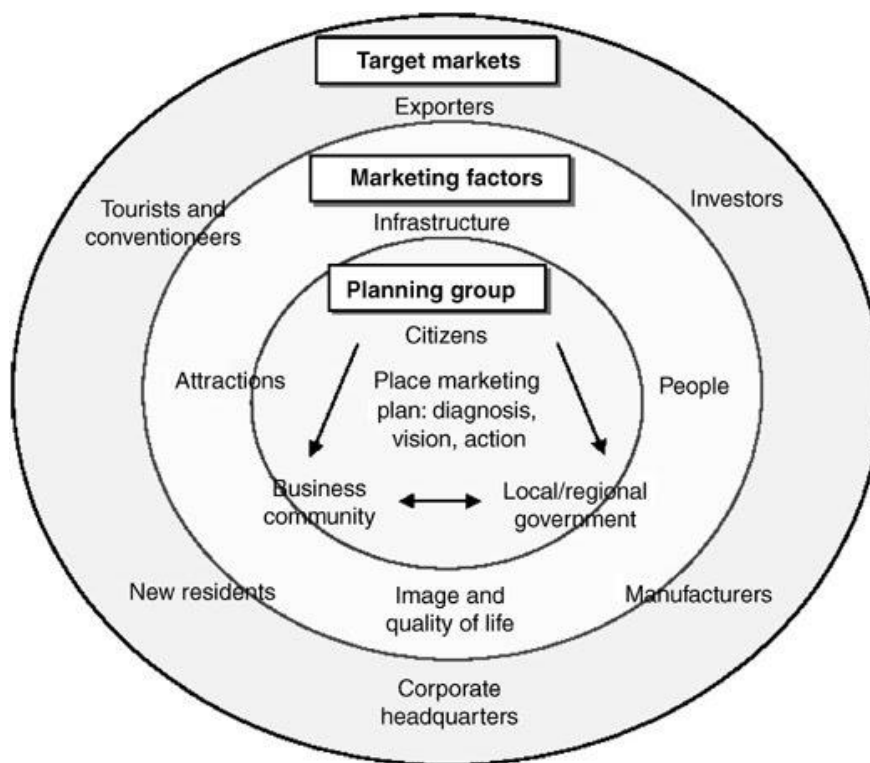 Target markets
Exporters
Marketing factors
Tourists and
conventioneers
Investors
Infrastructure
Planning group
Citizens
Attractions
Place marketing
plan: diagnosis,
vision, action
People
Business
community
Local/regional
government
New residents
Image and
quality of life
Manufacturers
Corporate
headquarters